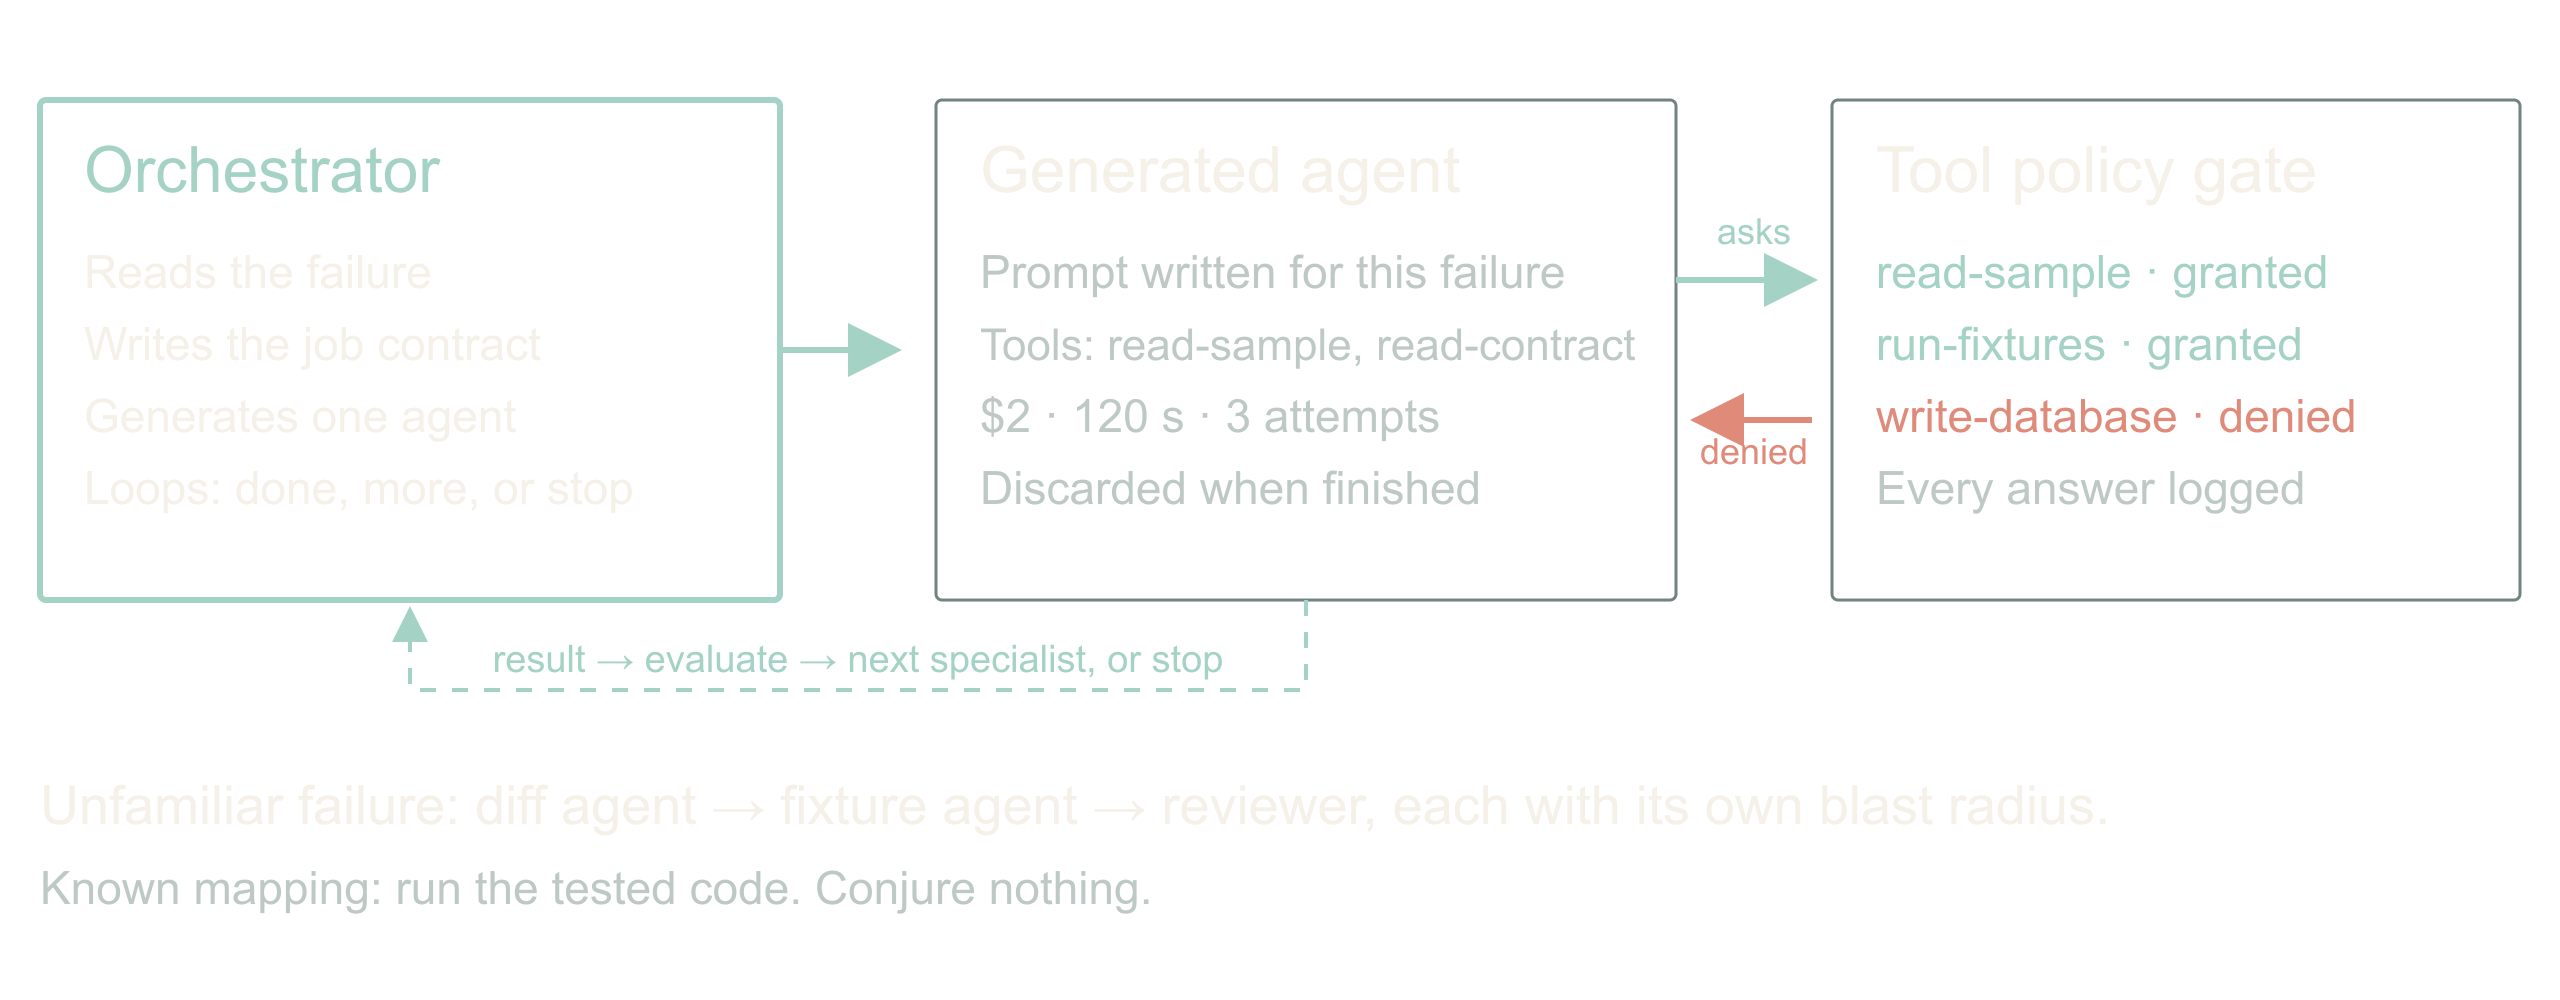 Orchestrator
Reads the failure
Writes the job contract
Generates one agent
Loops: done, more, or stop
Generated agent
Prompt written for this failure
Tools: read-sample, read-contract
$2 · 120 s · 3 attempts
Discarded when finished
asks
denied
Tool policy gate
read-sample · granted
run-fixtures · granted
write-database · denied
Every answer logged
result → evaluate → next specialist, or stop
Unfamiliar failure: diff agent → fixture agent → reviewer, each with its own blast radius.
Known mapping: run the tested code. Conjure nothing.